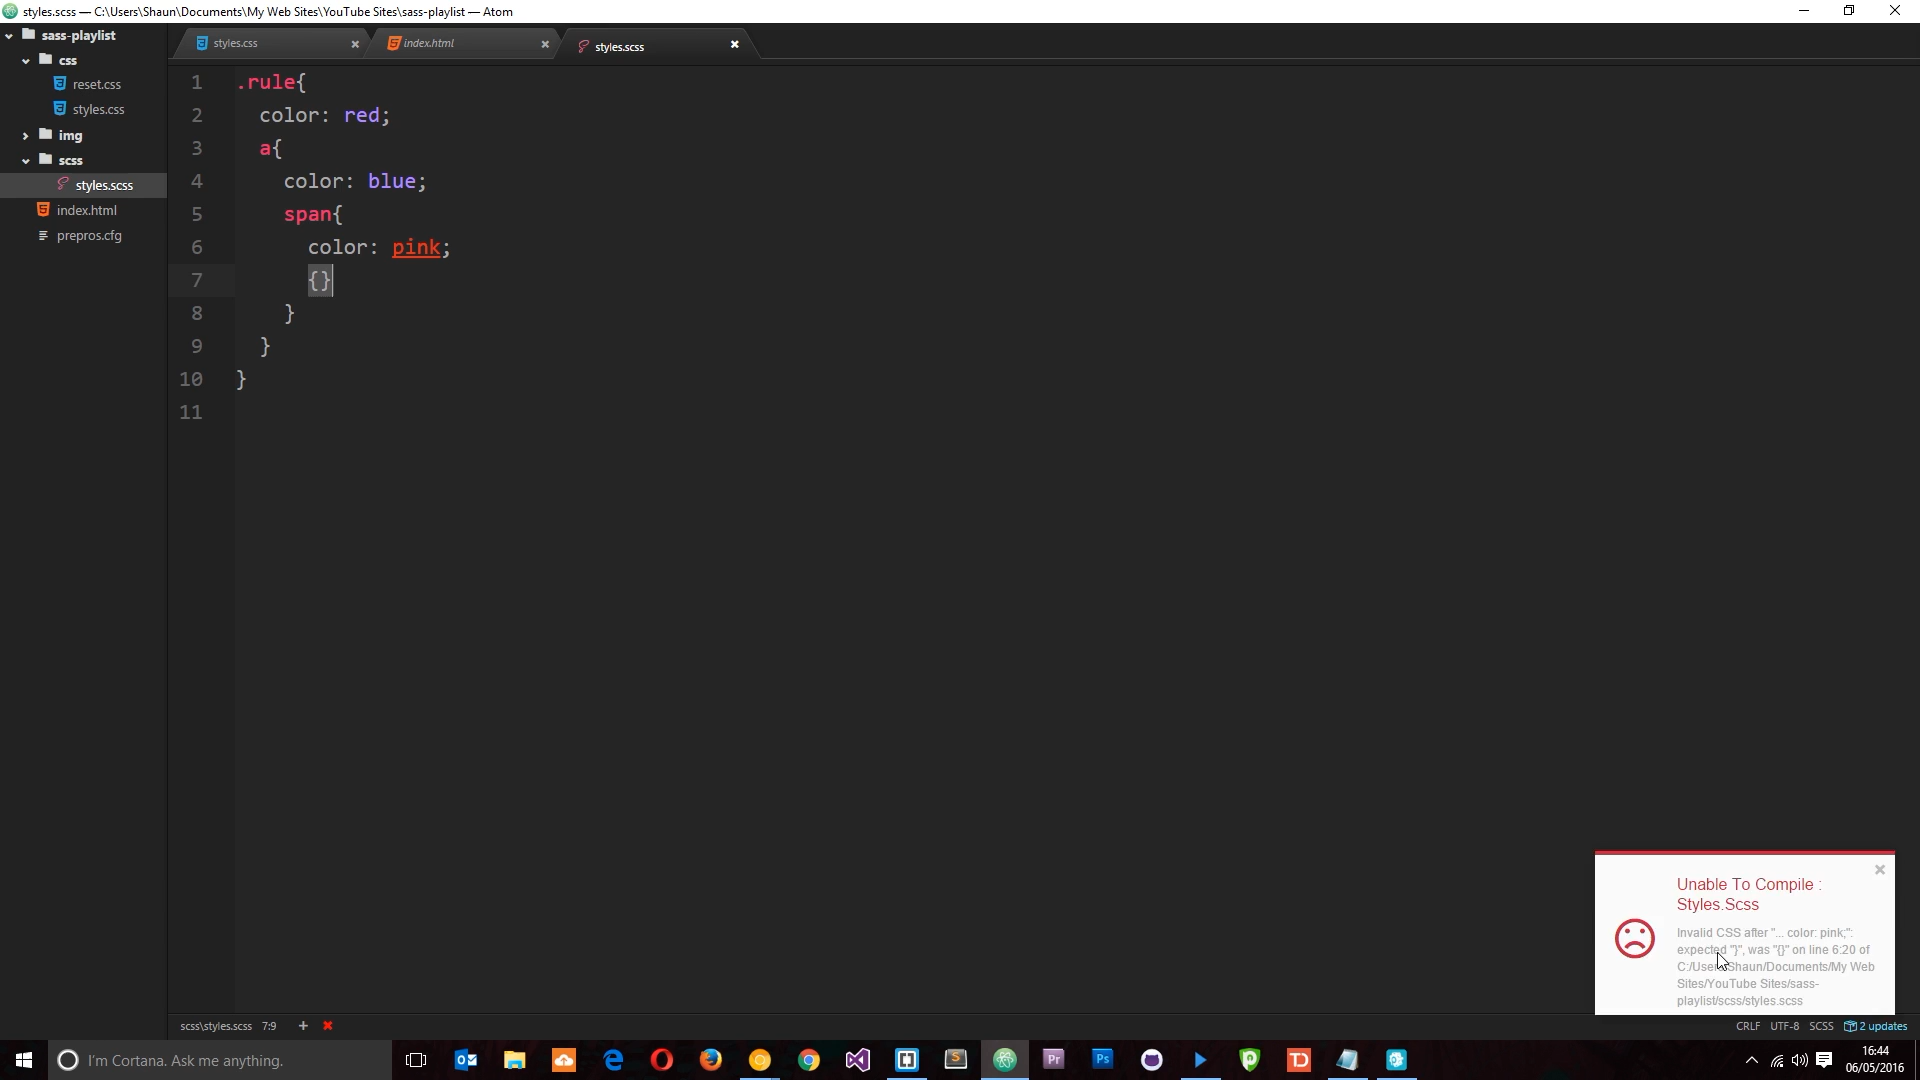 styles.scss — C:\Users\Shaun\Documents\My Web Sites\YouTube Sites\sass-playlist — Atom
sass-playlist
css
reset.css
styles.css
img
scss
styles.scss
index.html
prepros.cfg
styles.css
index.html
styles.scss
1 .rule{
2 color: red;
3 a{
4 color: blue;
5 span{
6 color: pink;
7 {}
8 }
9 }
10 }
11
Unable To Compile :
Styles.Scss
Invalid CSS after "... color: pink;":
expected "}", was "{}" on line 6:20 of
C:/Users/Shaun/Documents/My Web
Sites/YouTube Sites/sass-
playlist/scss/styles.scss
scss\styles.scss 7:9
CRLF UTF-8 SCSS 2 updates
I'm Cortana. Ask me anything.
Pr
Ps
TD
16:44
06/05/2016